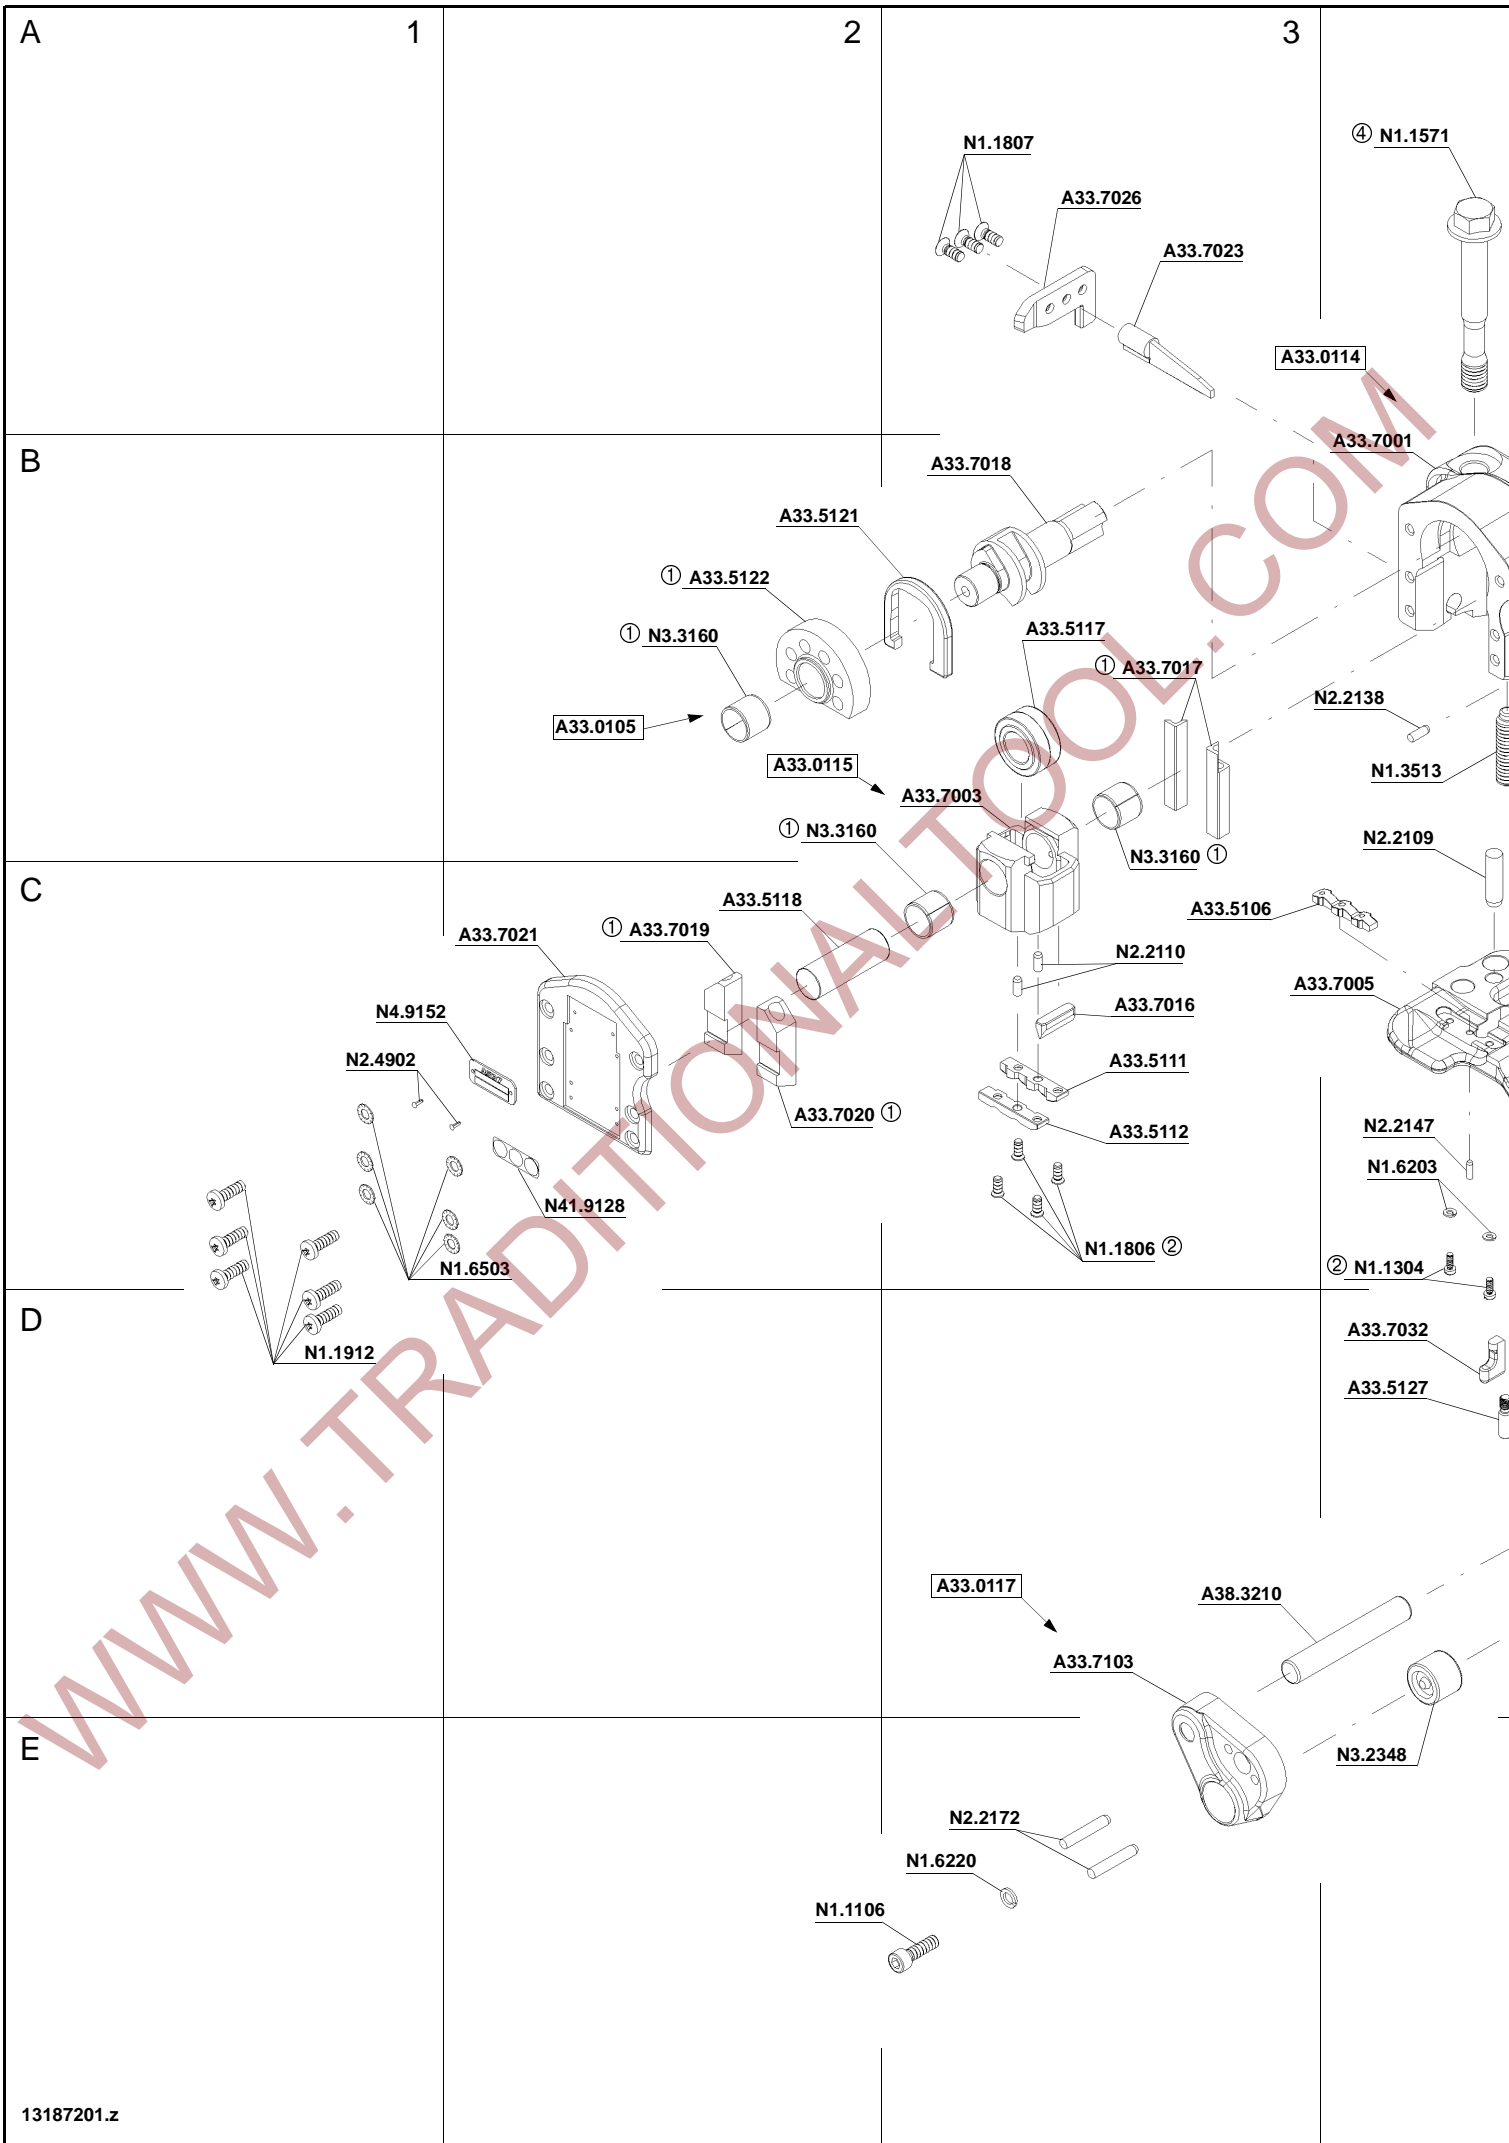 A 1 2 3
④ N1.1571
N1.1807
A33.7026
A33.7023
A33.0114
A33.7001
B
A33.7018
A33.5121
① A33.5122
① N3.3160
A33.5117
① A33.7017
N2.2138
A33.0105
A33.0115
N1.3513
A33.7003
① N3.3160
N2.2109
N3.3160 ①
C
A33.5118
A33.5106
① A33.7019
A33.7021
N2.2110
A33.7005
N4.9152
A33.7016
N2.4902
A33.5111
A33.7020 ①
A33.5112
N2.2147
N1.6203
N41.9128
N1.1806 ②
N1.6503
② N1.1304
D
A33.7032
N1.1912
A33.5127
A33.0117
A38.3210
A33.7103
E
N3.2348
N2.2172
N1.6220
N1.1106
13187201.z
WWW.TRADITIONALTOOL.COM